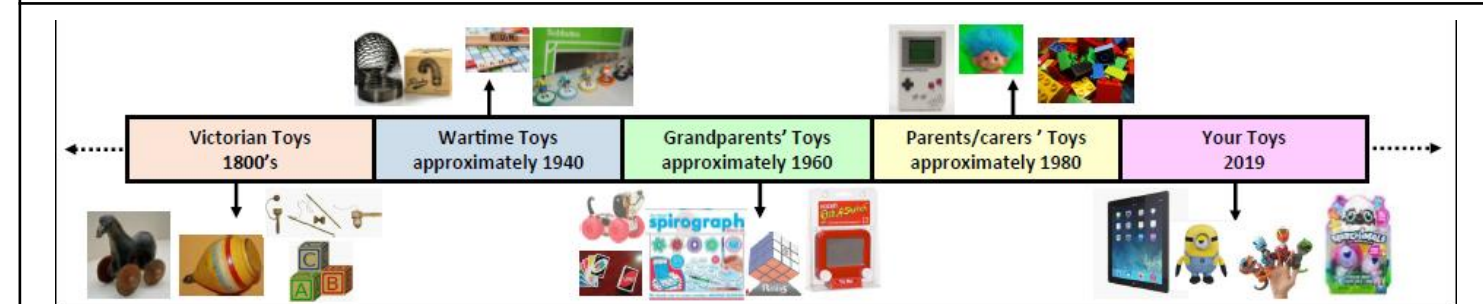 Victorian Toys
1800's
Wartime Toys
approximately 1940
Grandparents' Toys
approximately 1960
Parents/carers ' Toys
approximately 1980
Your Toys
2019
spirograph
C
A B